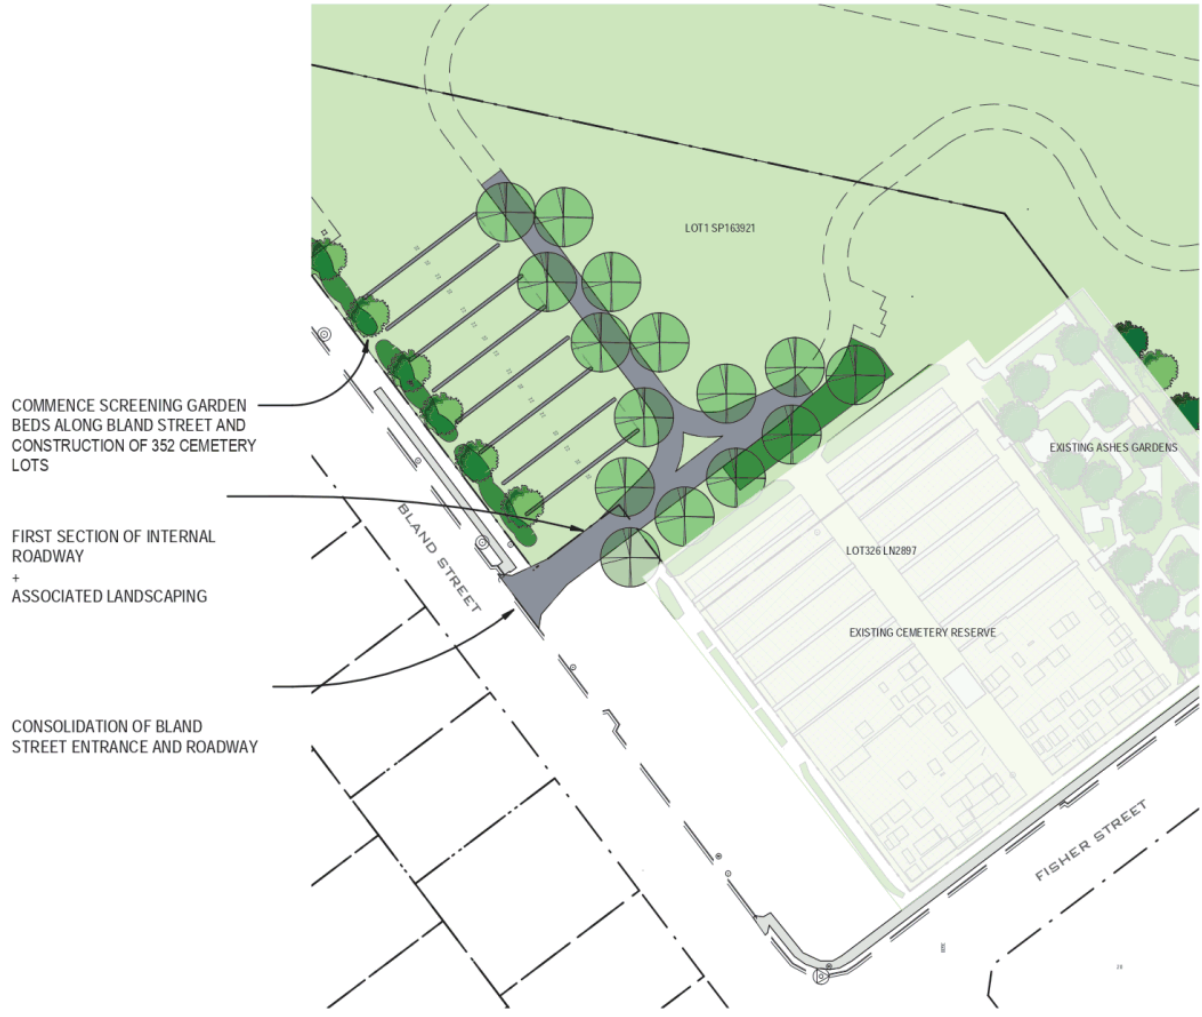 LOT1 SP163921
COMMENCE SCREENING GARDEN
BEDS ALONG BLAND STREET AND
CONSTRUCTION OF 352 CEMETERY
LOTS
EXISTING ASHES GARDENS
BLAND STREET
FIRST SECTION OF INTERNAL
ROADWAY
+
ASSOCIATED LANDSCAPING
LOT326 LN2897
EXISTING CEMETERY RESERVE
CONSOLIDATION OF BLAND
STREET ENTRANCE AND ROADWAY
FISHER STREET